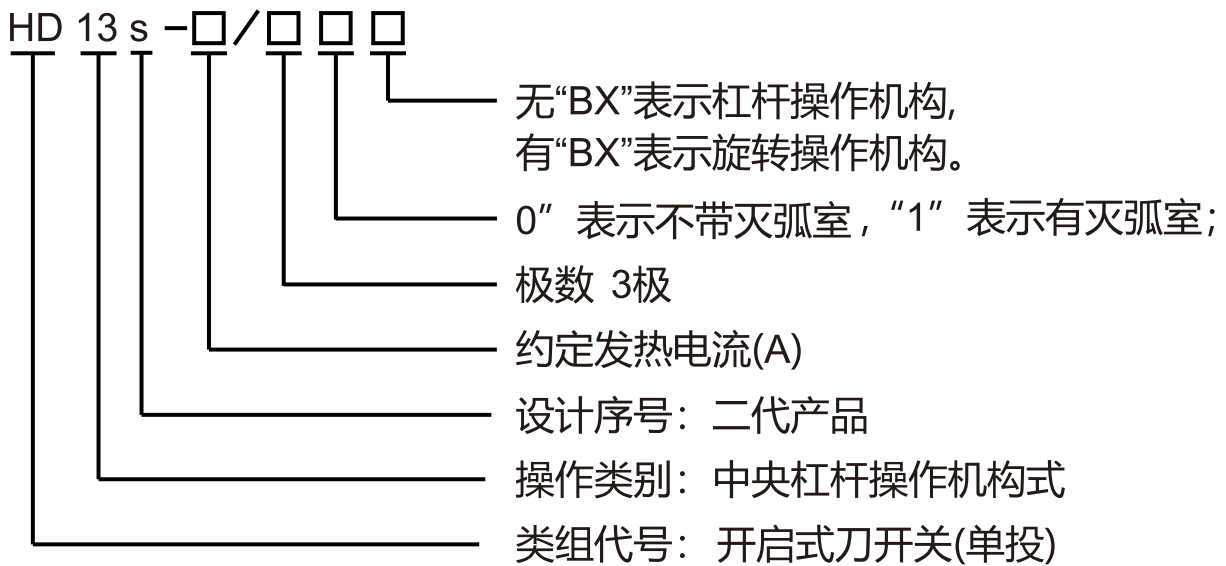 HD 13 s -□/□ □ □
无“BX”表示杠杆操作机构,
有“BX”表示旋转操作机构。
0”表示不带灭弧室,“1”表示有灭弧室;
极数 3极
约定发热电流(A)
设计序号：二代产品
操作类别：中央杠杆操作机构式
类组代号：开启式刀开关(单投)